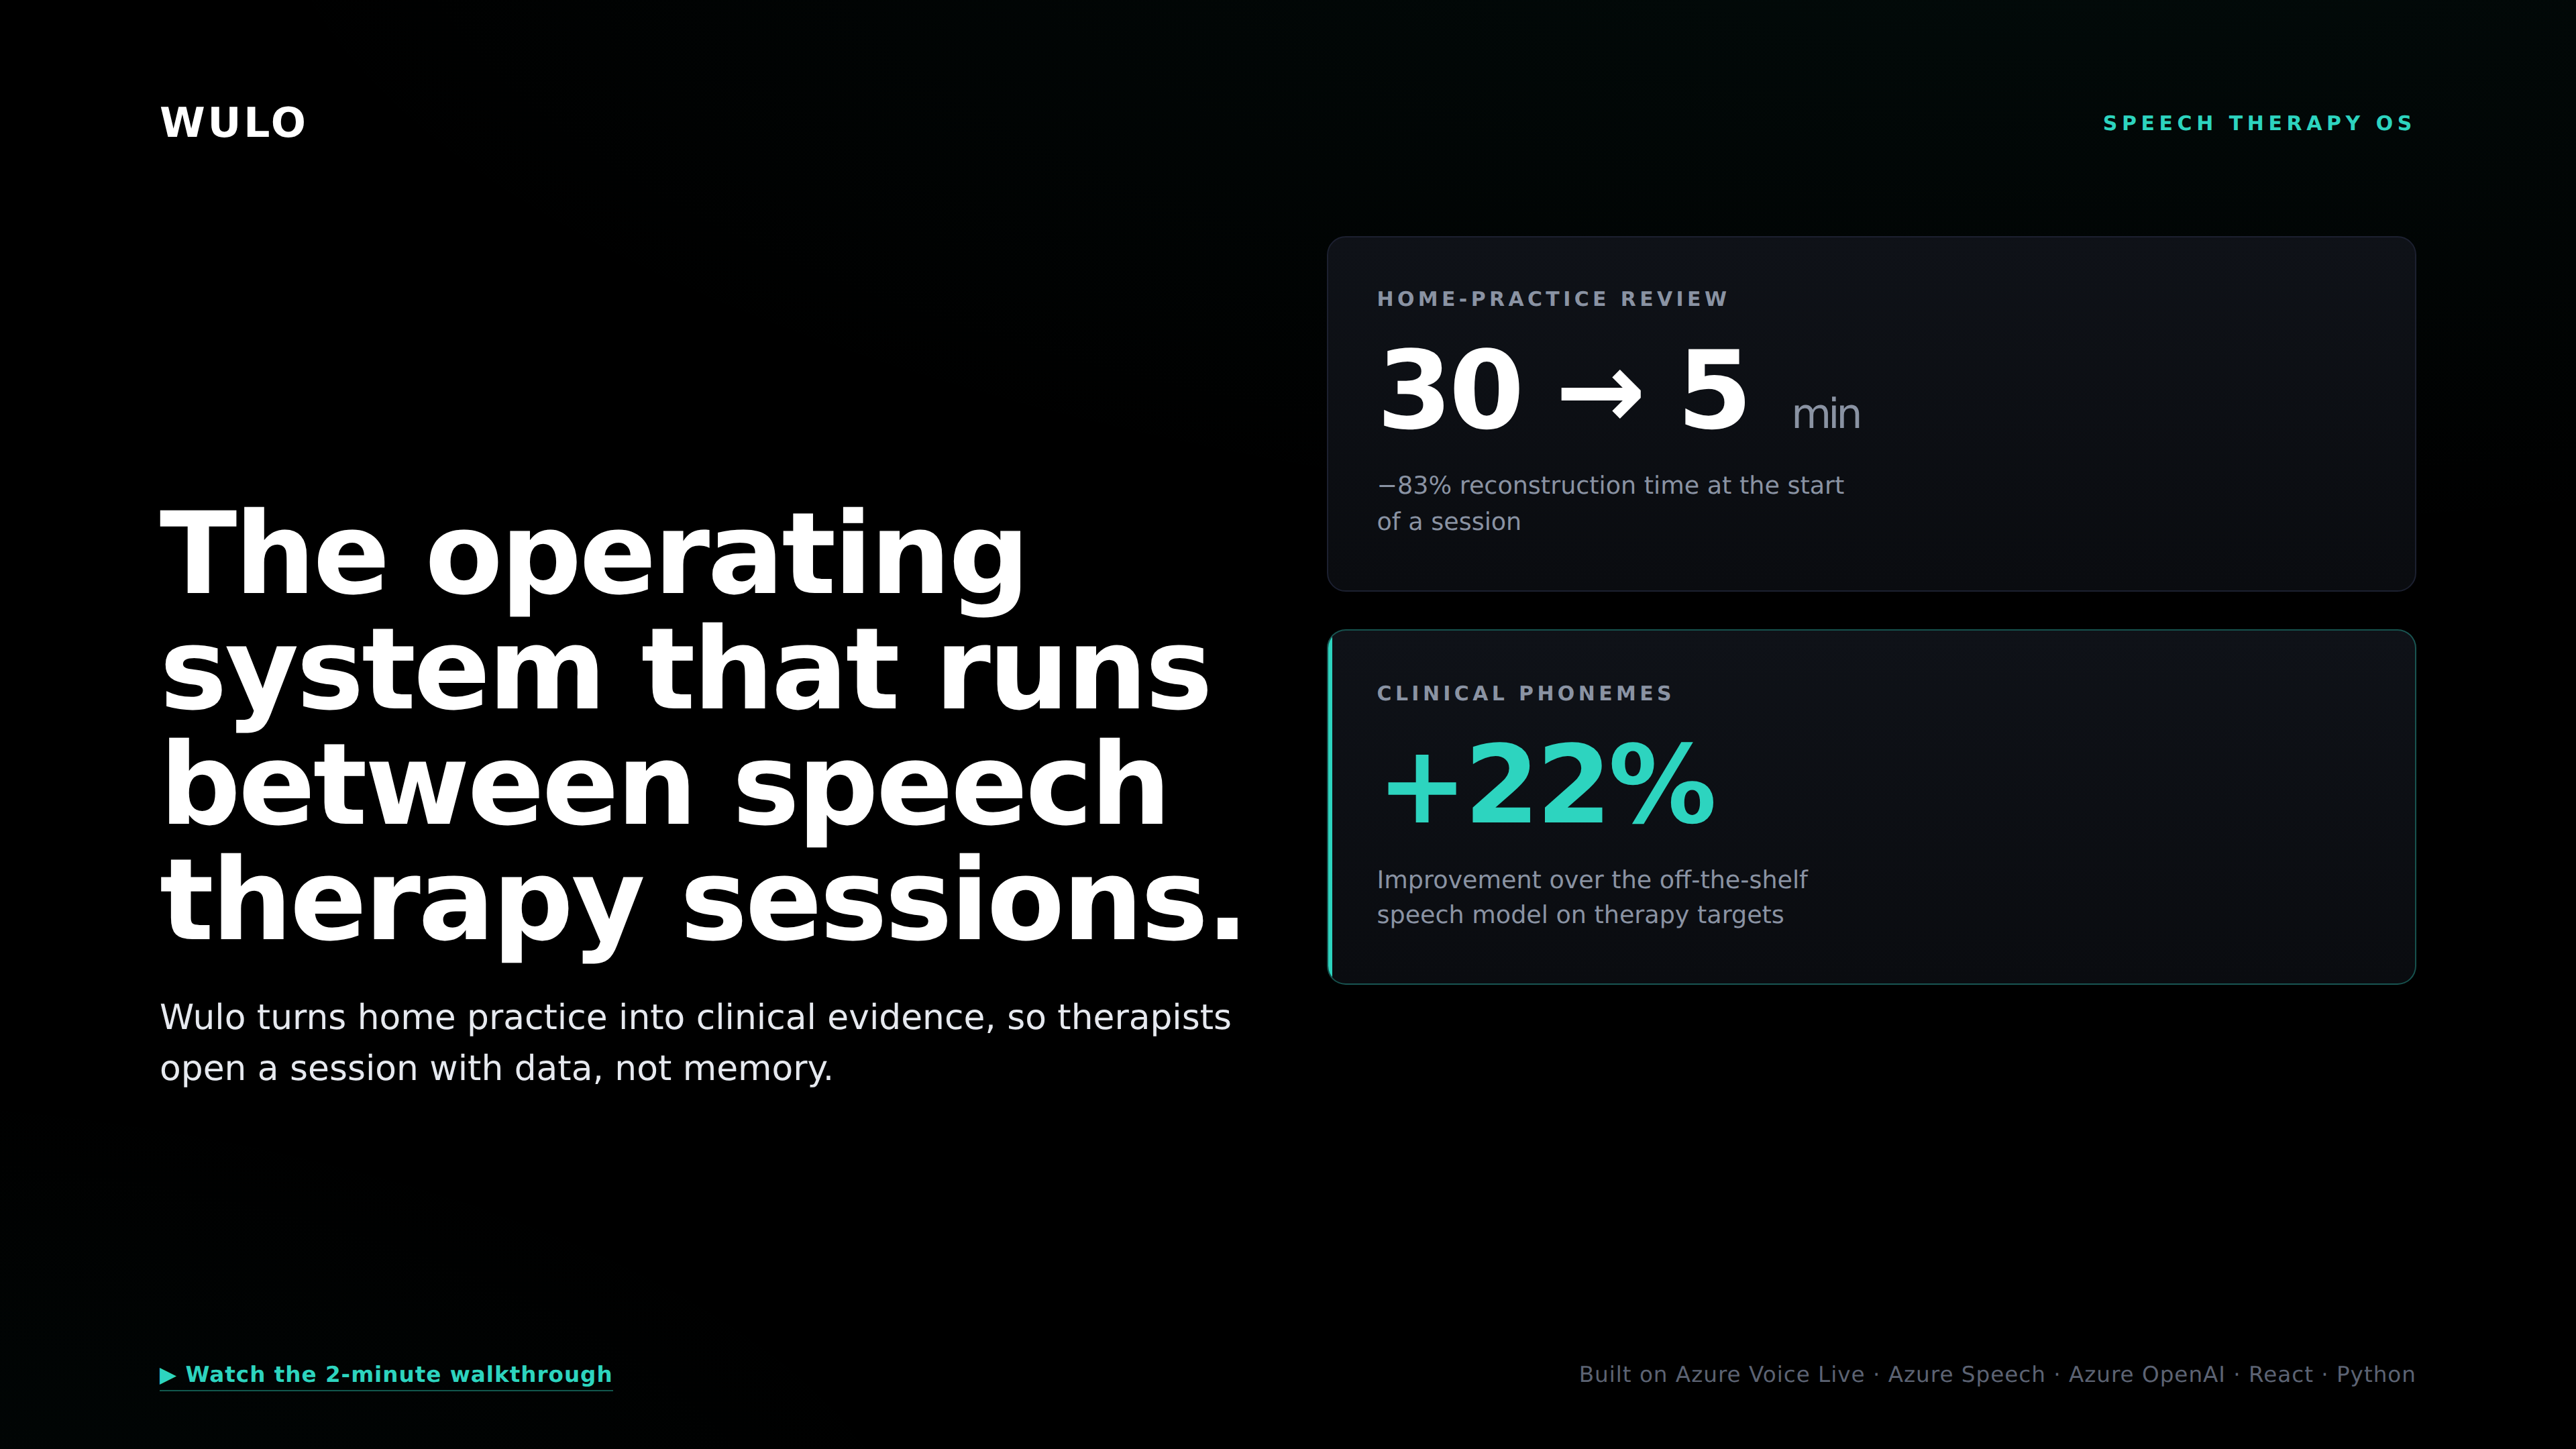 WULO
SPEECH THERAPY OS
The operating
system that runs
between speech
therapy sessions.
Wulo turns home practice into clinical evidence, so therapists
open a session with data, not memory.
HOME-PRACTICE REVIEW
30 → 5 min
−83% reconstruction time at the start
of a session
CLINICAL PHONEMES
+22%
Improvement over the off-the-shelf
speech model on therapy targets
▶ Watch the 2-minute walkthrough
Built on Azure Voice Live · Azure Speech · Azure OpenAI · React · Python